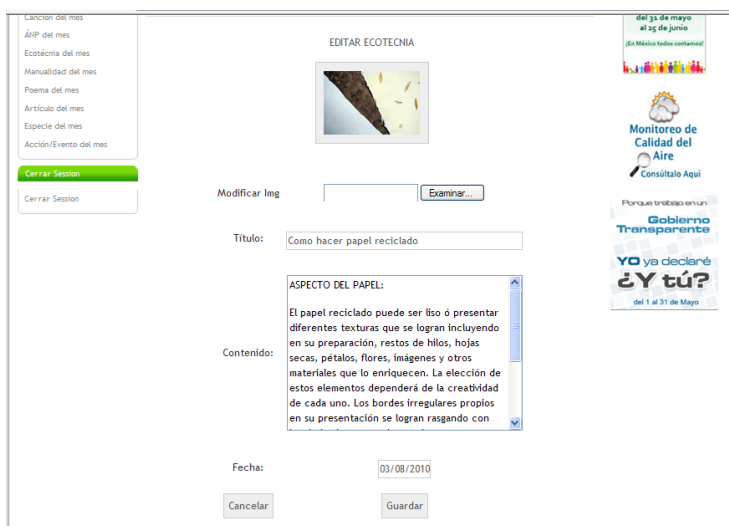 Canción del mes
ÁNP del mes
Ecotécnia del mes
Manualidad del mes
Poema del mes
Artículo del mes
Especie del mes
Acción/Evento del mes
Cerrar Session
Cerrar Session
EDITAR ECOTECNIA
Modificar Img
Examinar...
Título:
Como hacer papel reciclado
Contenido:
ASPECTO DEL PAPEL:
El papel reciclado puede ser liso ó presentar
diferentes texturas que se logran incluyendo
en su preparación, restos de hilos, hojas
secas, pétalos, flores, imágenes y otros
materiales que lo enriquecen. La elección de
estos elementos dependerá de la creatividad
de cada uno. Los bordes irregulares propios
en su presentación se logran rasgando con
Fecha:
03/08/2010
Cancelar
Guardar
del 31 de mayo
al 25 de junio
¡En México todos contamos!
Monitoreo de
Calidad del
Aire
Consúltalo Aquí
Porque trabajo en un
Gobierno
Transparente
YO ya declaré
¿Y tú?
del 1 al 31 de Mayo